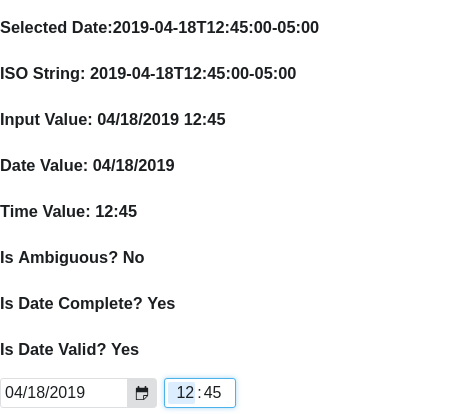 Selected Date:2019-04-18T12:45:00-05:00
ISO String: 2019-04-18T12:45:00-05:00
Input Value: 04/18/2019 12:45
Date Value: 04/18/2019
Time Value: 12:45
Is Ambiguous? No
Is Date Complete? Yes
Is Date Valid? Yes
04/18/2019 12:45